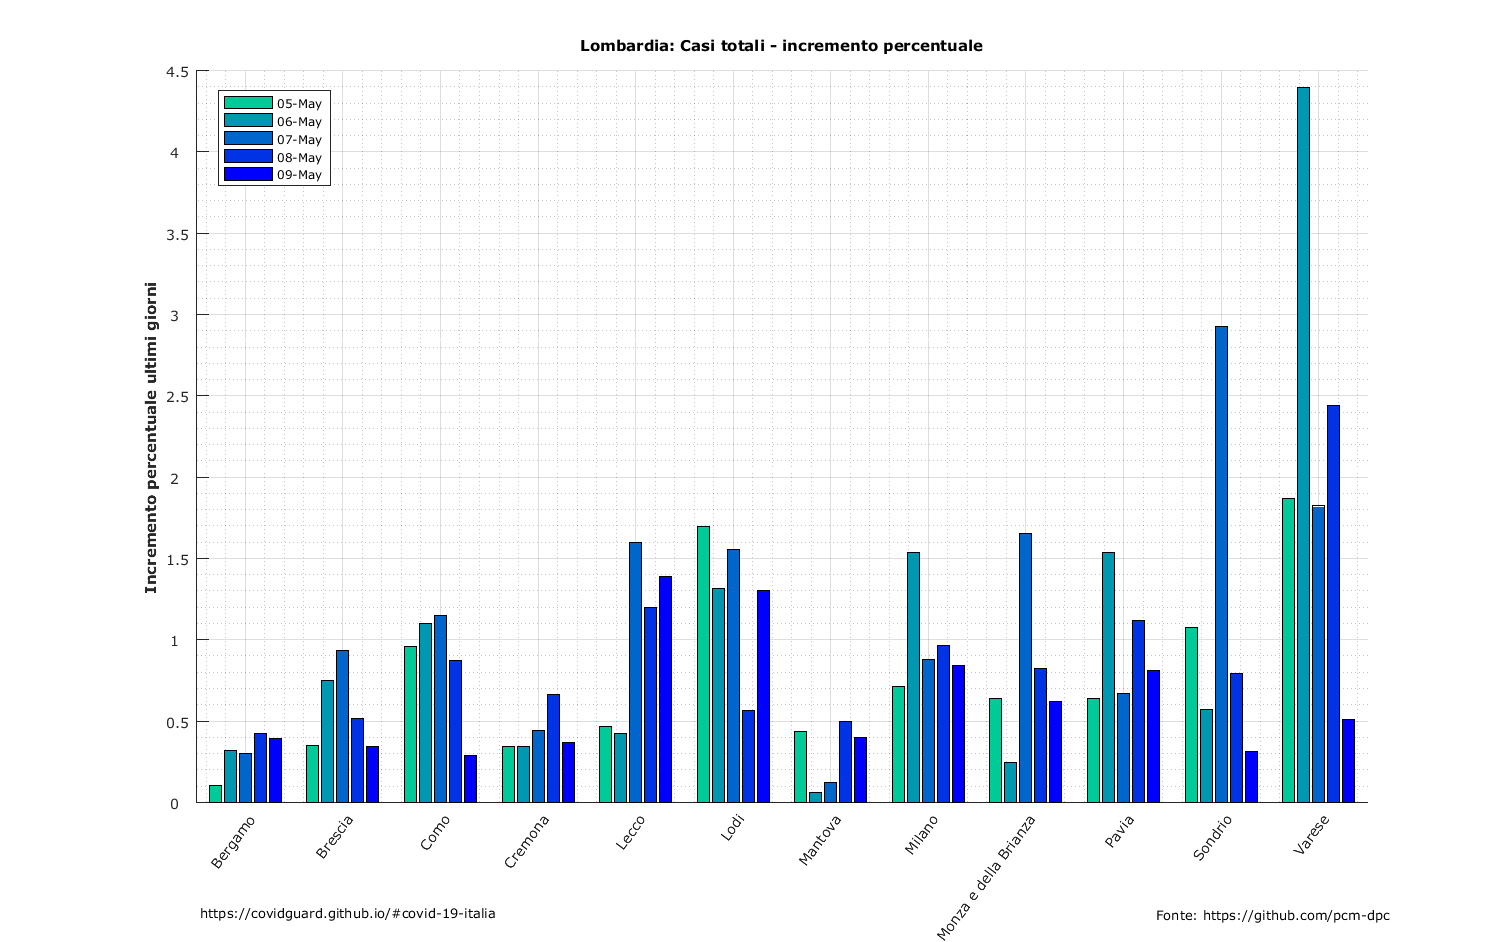 Lombardia: Casi totali - incremento percentuale
4.5
4
3.5
3
2.5
2
1.5
1
0.5
0
Incremento percentuale ultimi giorni
05-May
06-May
07-May
08-May
09-May
Bergamo
Brescia
Como
Cremona
Lecco
Lodi
Mantova
Milano
Monza e della Brianza
Pavia
Sondrio
Varese
https://covidguard.github.io/#covid-19-italia
Fonte: https://github.com/pcm-dpc